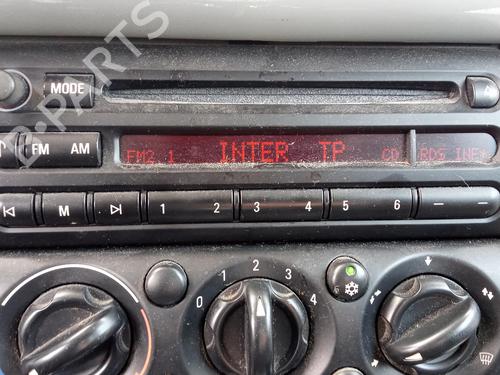 B-PARTS
MODE
FM AM
FM2 1 INTER TP CD RDS INFO
M 1 2 3 4 5 6
0 1 2 3 4